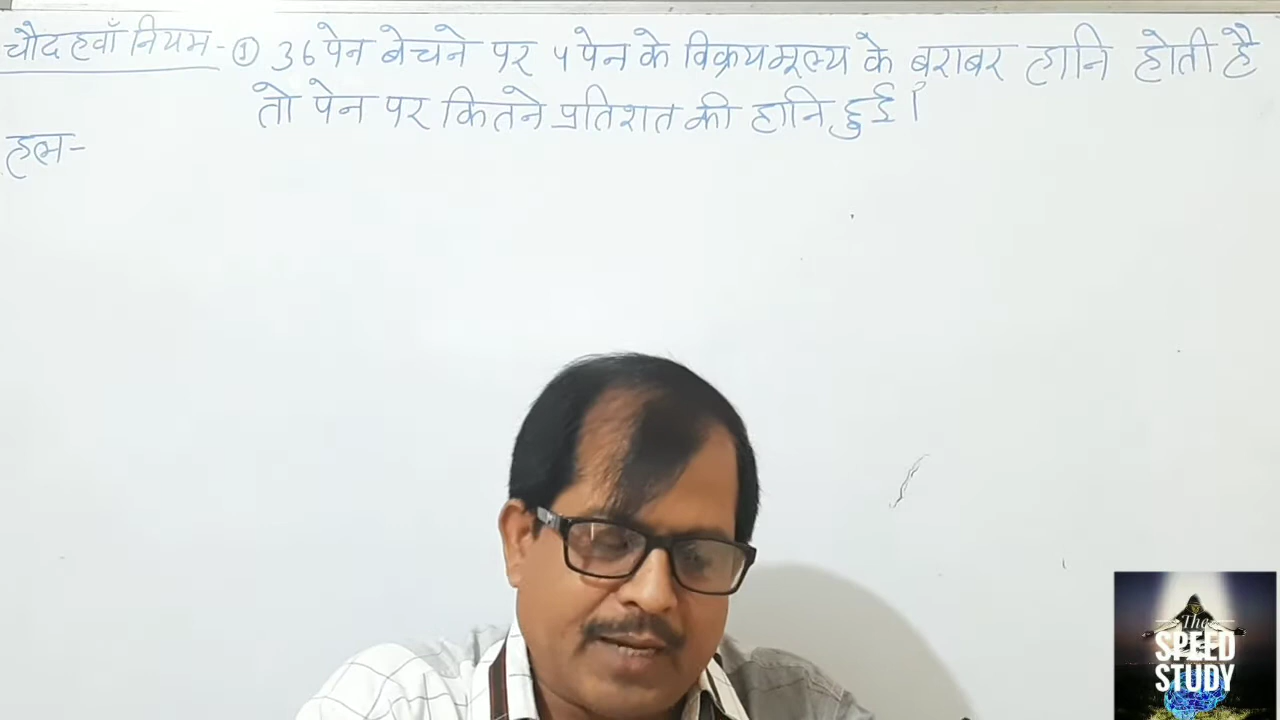 चौदहवाँ नियम - ① 36 पेन बेचने पर 4 पेन के विक्रयमूल्य के बराबर हानि होती है
तो पेन पर कितने प्रतिशत की हानि हुई।
हल -
The
SPEED
STUDY